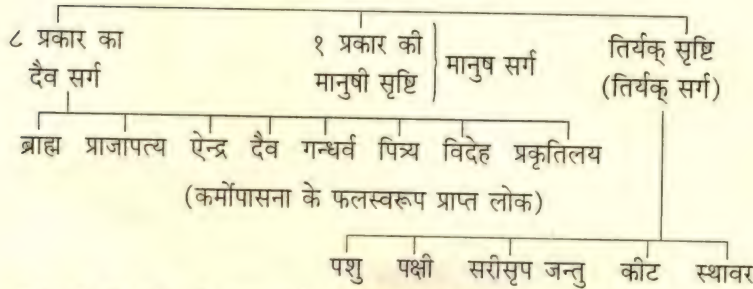 ८ प्रकार का
दैव सर्ग
१ प्रकार की
मानुषी सृष्टि
मानुष सर्ग
तिर्यक् सृष्टि
(तिर्यक् सर्ग)
ब्राह्म प्राजापत्य ऐन्द्र दैव गन्धर्व पित्र्य विदेह प्रकृतिलय
(कर्मोपासना के फलस्वरूप प्राप्त लोक)
पशु पक्षी सरीसृप जन्तु कीट स्थावर